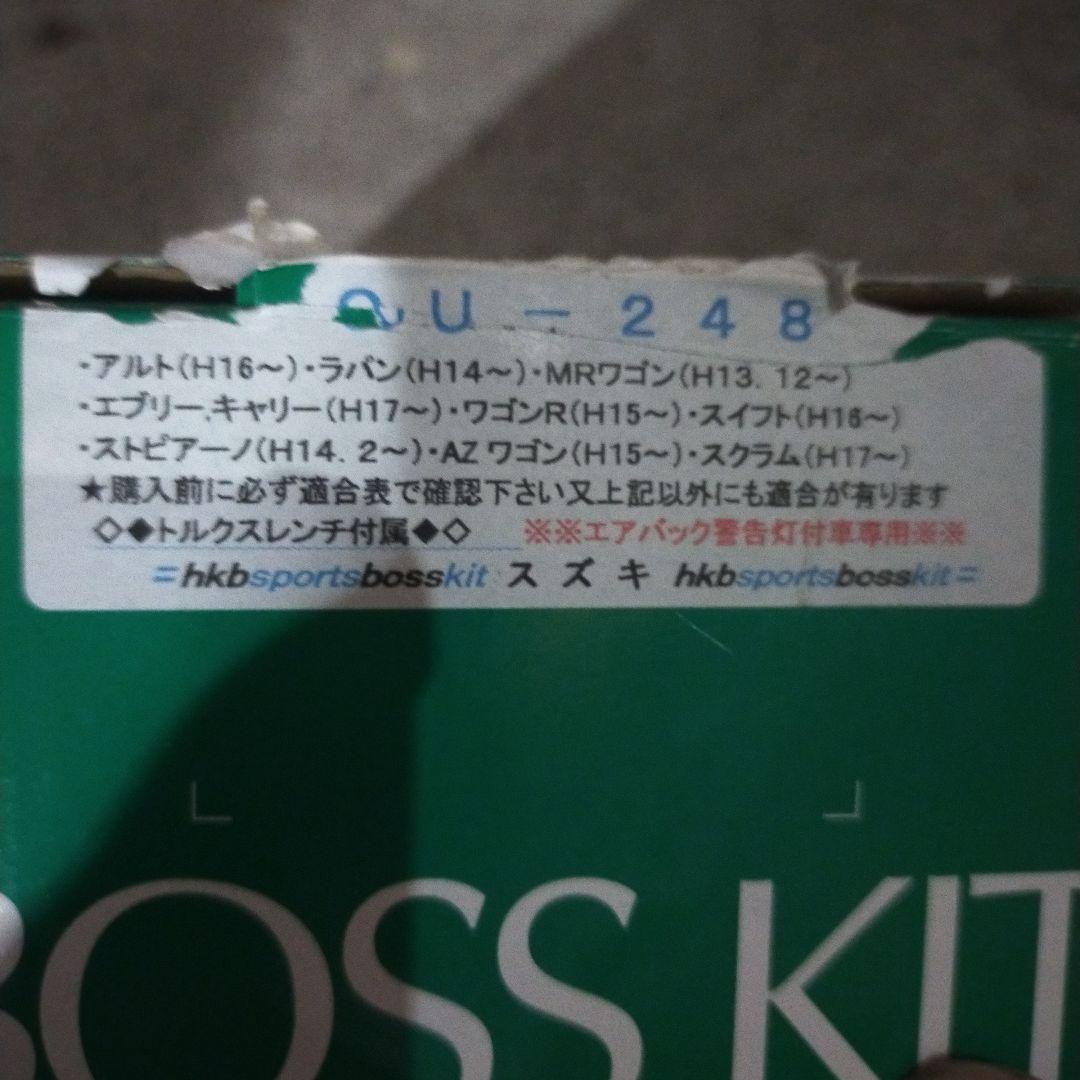 U－248
・アルト(H16～)・ラパン(H14～)・MRワゴン(H13.12～)
・エブリー.キャリー(H17～)・ワゴンR(H15～)・スイフト(H16～)
・ストピアーノ(H14.2～)・AZワゴン(H15～)・スクラム(H17～)
★購入前に必ず適合表で確認下さい又上記以外にも適合が有ります
◇◆トルクスレンチ付属◆◇ ※※エアバック警告灯付車専用※※
=hkbsportsbosskit スズキ hkbsportsbosskit=
BOSS KIT